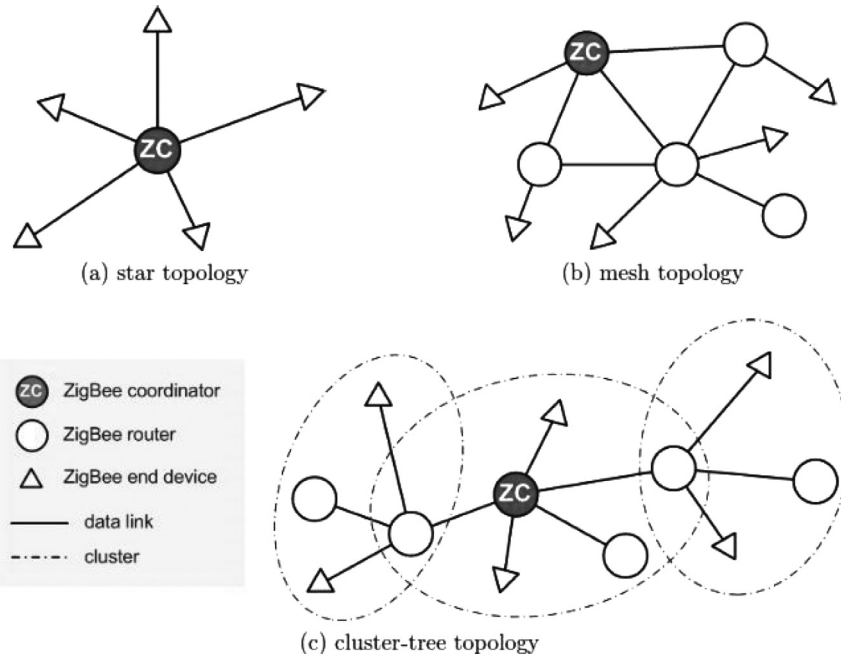 ZC
ZC
(a) star topology
(b) mesh topology
ZC ZigBee coordinator
ZigBee router
ZigBee end device
data link
cluster
ZC
(c) cluster-tree topology